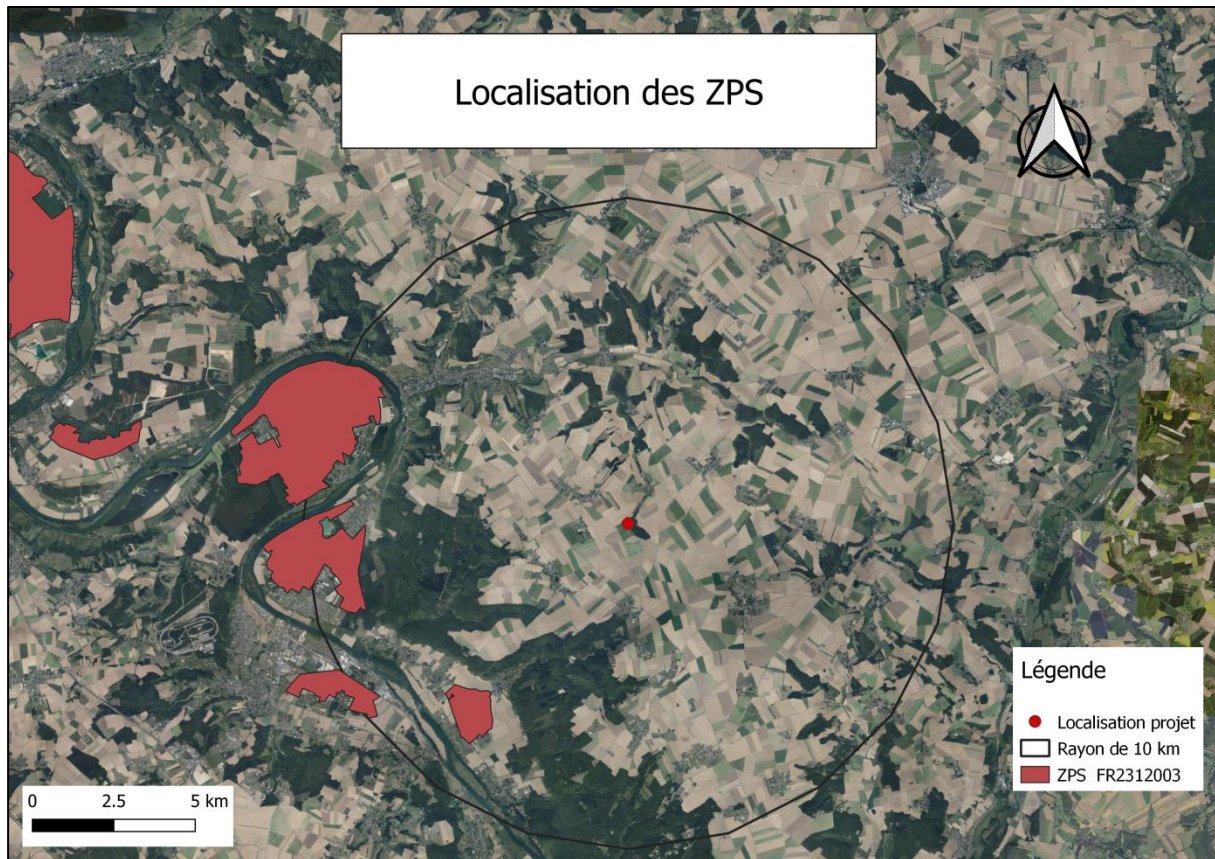 Localisation des ZPS
Légende
Localisation projet
Rayon de 10 km
ZPS FR2312003
0 2.5 5 km